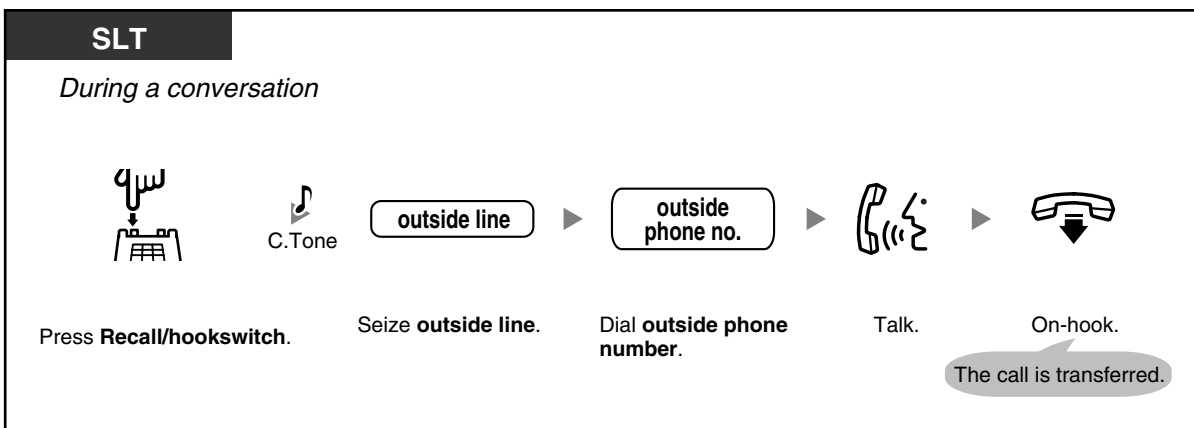 SLT
During a conversation
C.Tone
outside line
outside
phone no.
Press Recall/hookswitch.
Seize outside line.
Dial outside phone
number.
Talk.
On-hook.
The call is transferred.